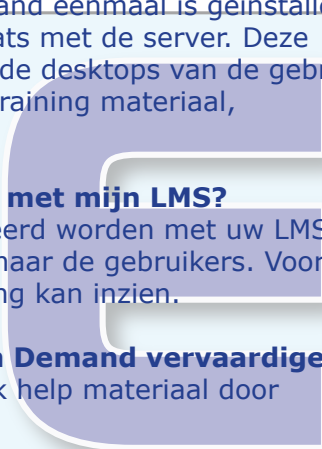 and eenmaal is geïnstalle
ats met de server. Deze
de desktops van de gebr
raining materiaal,
met mijn LMS?
eerd worden met uw LMS
naar de gebruikers. Voor
ng kan inzien.
Demand vervaardige
k help materiaal door